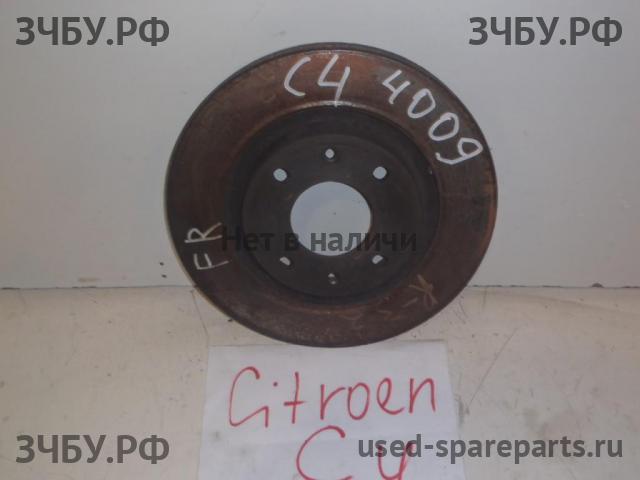 ЗЧБУ.РФ
ЗЧБУ.РФ
C4 4009
FR
Нет в наличи
Citroen
C4
ЗЧБУ.РФ
used-spareparts.ru